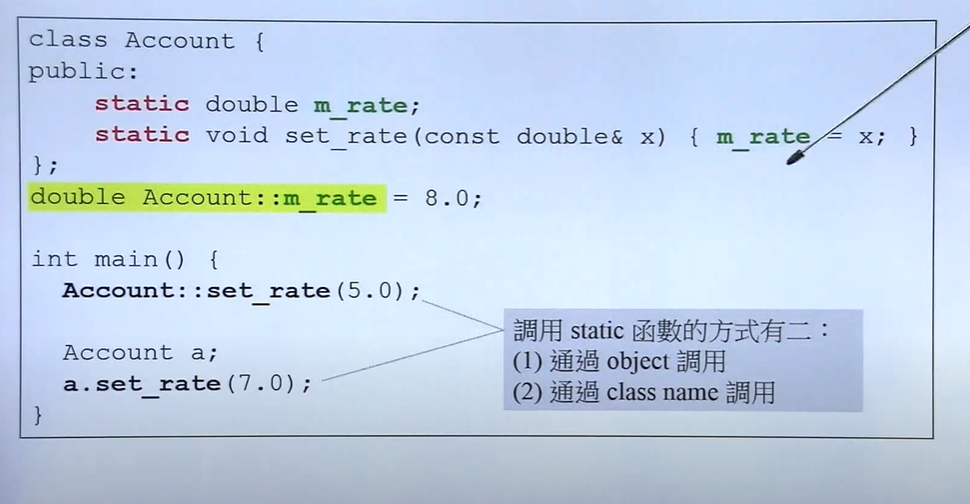 class Account {
public:
    static double m_rate;
    static void set_rate(const double& x) { m_rate = x; }
};
double Account::m_rate = 8.0;
int main() {
  Account::set_rate(5.0);
  Account a;
  a.set_rate(7.0);
}
調用 static 函數的方式有二：
(1) 通過 object 調用
(2) 通過 class name 調用